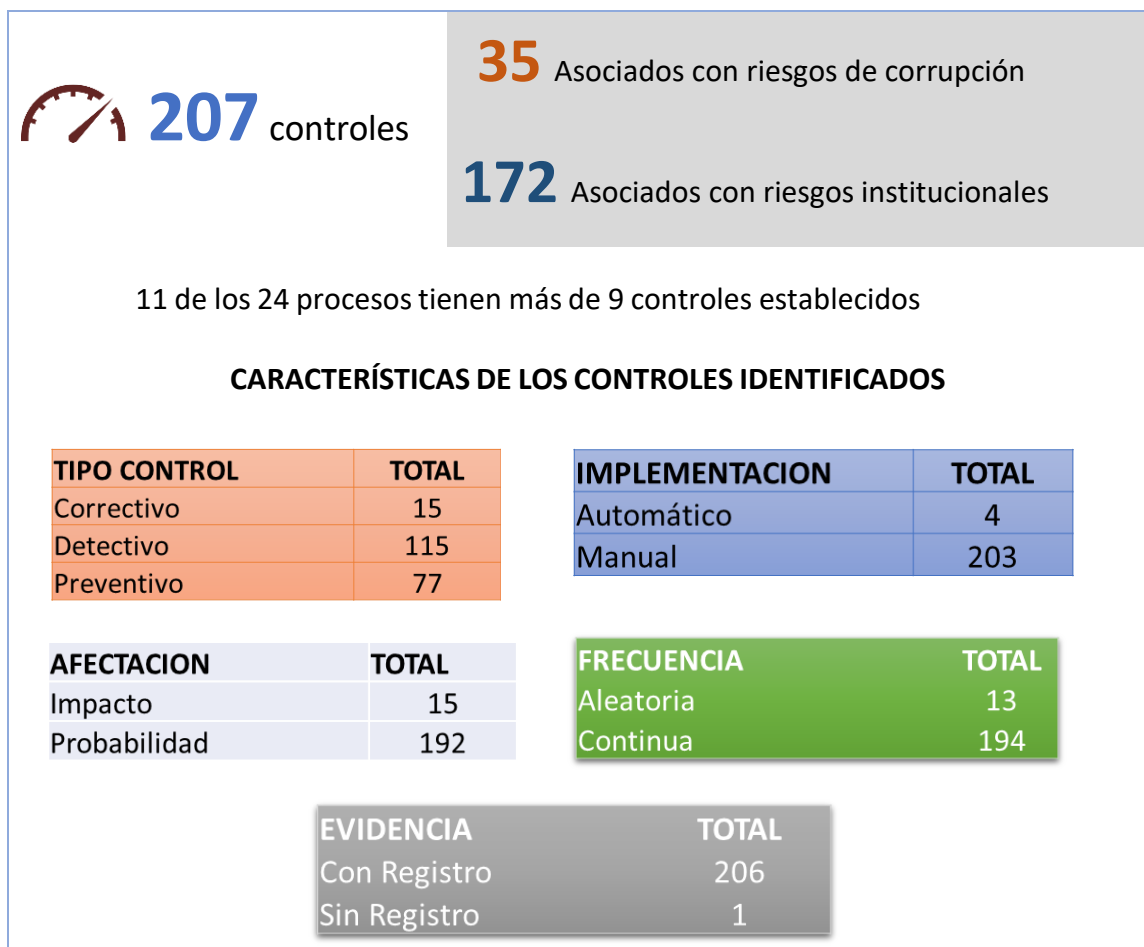 207 controles
35 Asociados con riesgos de corrupción
172 Asociados con riesgos institucionales
11 de los 24 procesos tienen más de 9 controles establecidos
CARACTERÍSTICAS DE LOS CONTROLES IDENTIFICADOS
TIPO CONTROL TOTAL
Correctivo 15
Detectivo 115
Preventivo 77
IMPLEMENTACION TOTAL
Automático 4
Manual 203
AFECTACION TOTAL
Impacto 15
Probabilidad 192
FRECUENCIA TOTAL
Aleatoria 13
Continua 194
EVIDENCIA TOTAL
Con Registro 206
Sin Registro 1